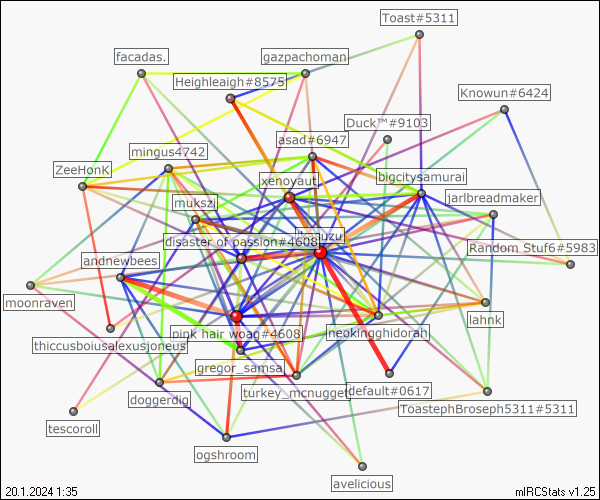 Toast#5311
facadas.
gazpachoman
Heighleaigh#8575
Knowun#6424
Duck™#9103
asad#6947
mingus4742
ZeeHonK
xenoyaut
bigcitysamurai
mukszi
jarlbreadmaker
disaster of passion#4608
Random Stuf6#5983
andnewbees
moonraven
pink hair woag#4608
neokingghidorah
lahnk
thiccusboiusalexusjoneus
gregor_samsa
turkey_mcnugget
default#0617
doggerdig
ToastephBroseph5311#5311
tescoroll
ogshroom
avelicious
20.1.2024 1:35
mIRCStats v1.25